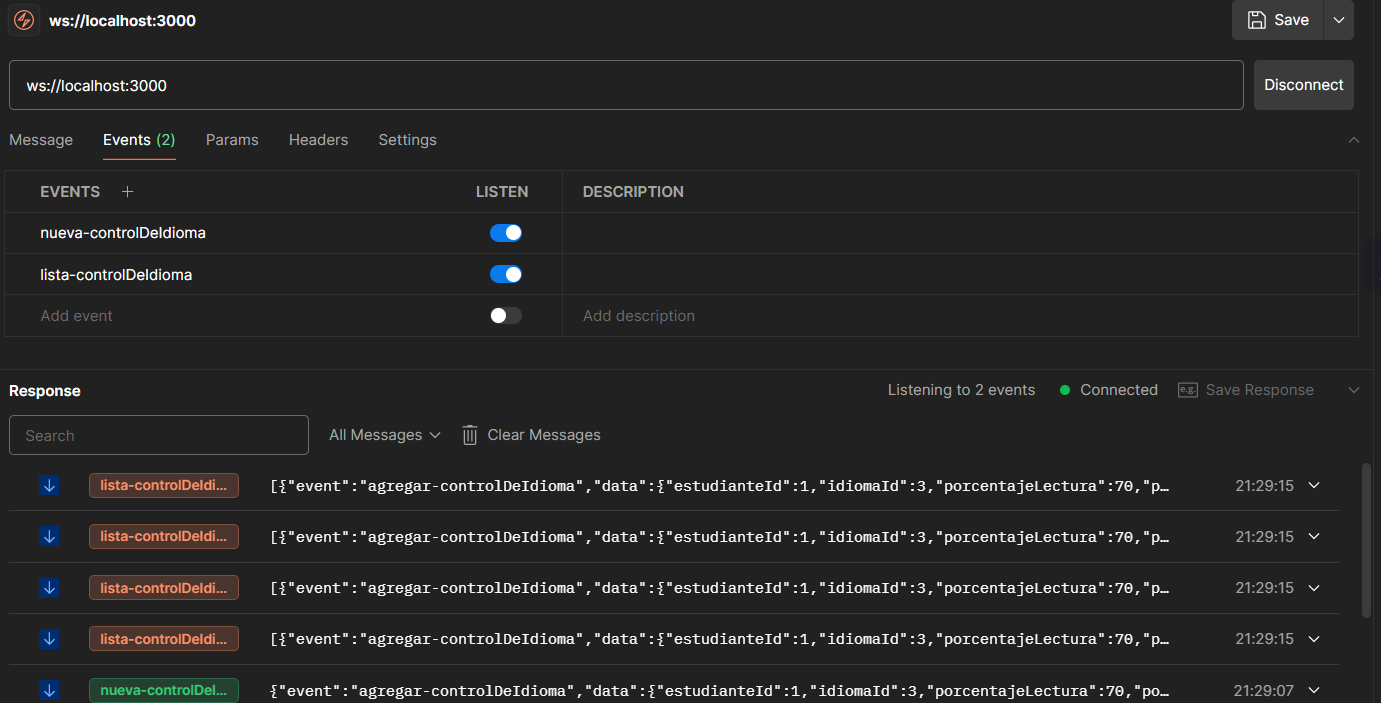 ws://localhost:3000
Save
ws://localhost:3000
Disconnect
Message Events (2) Params Headers Settings
EVENTS + LISTEN DESCRIPTION
nueva-controlDeIdioma
lista-controlDeIdioma
Add event Add description
Response Listening to 2 events Connected e.g. Save Response
Search All Messages Clear Messages
lista-controlDeIdi... [{"event":"agregar-controlDeIdioma","data":{"estudianteId":1,"idiomaId":3,"porcentajeLectura":70,"p… 21:29:15
lista-controlDeIdi... [{"event":"agregar-controlDeIdioma","data":{"estudianteId":1,"idiomaId":3,"porcentajeLectura":70,"p… 21:29:15
lista-controlDeIdi... [{"event":"agregar-controlDeIdioma","data":{"estudianteId":1,"idiomaId":3,"porcentajeLectura":70,"p… 21:29:15
lista-controlDeIdi... [{"event":"agregar-controlDeIdioma","data":{"estudianteId":1,"idiomaId":3,"porcentajeLectura":70,"p… 21:29:15
nueva-controlDeI... {"event":"agregar-controlDeIdioma","data":{"estudianteId":1,"idiomaId":3,"porcentajeLectura":70,"po… 21:29:07